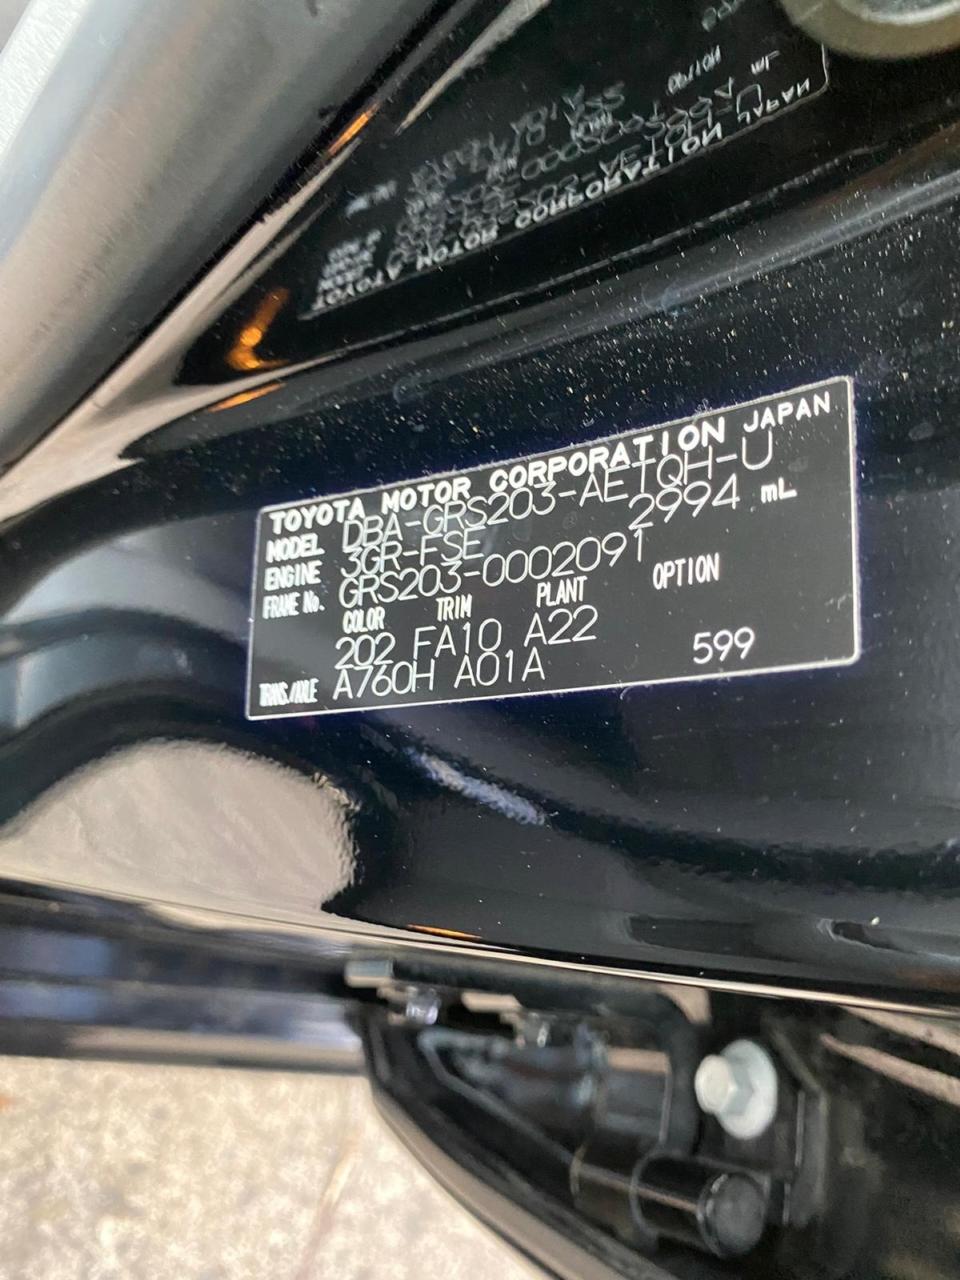 TOYOTA MOTOR CORPORATION JAPAN
MODEL DBA-GRS203-AETQH-U
ENGINE 3GR-FSE 2994 mL
FRAME No. GRS203-0002091
COLOR TRIM PLANT OPTION
202 FA10 A22
TRANS./AXLE A760H A01A 599